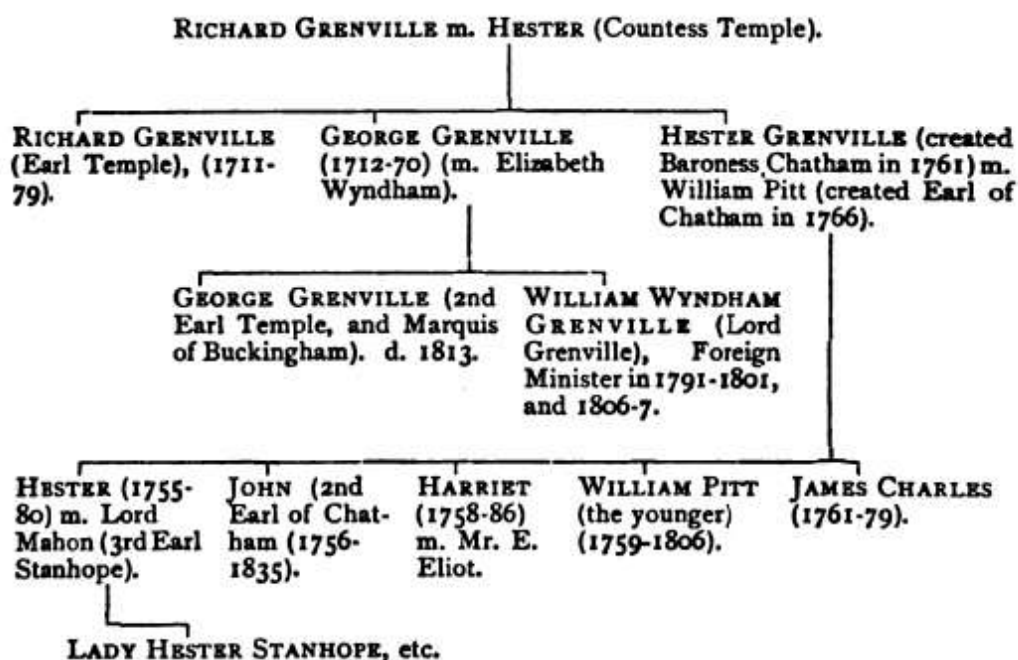 RICHARD GRENVILLE m. HESTER (Countess Temple).
RICHARD GRENVILLE
(Earl Temple), (1711-
79).
GEORGE GRENVILLE
(1712-70) (m. Elizabeth
Wyndham).
HESTER GRENVILLE (created
Baroness Chatham in 1761) m.
William Pitt (created Earl of
Chatham in 1766).
GEORGE GRENVILLE (2nd
Earl Temple, and Marquis
of Buckingham). d. 1813.
WILLIAM WYNDHAM
GRENVILLE (Lord
Grenville), Foreign
Minister in 1791-1801,
and 1806-7.
HESTER (1755-
80) m. Lord
Mahon (3rd Earl
Stanhope).
JOHN (2nd
Earl of Chat-
ham (1756-
1835).
HARRIET
(1758-86)
m. Mr. E.
Eliot.
WILLIAM PITT
(the younger)
(1759-1806).
JAMES CHARLES
(1761-79).
LADY HESTER STANHOPE, etc.